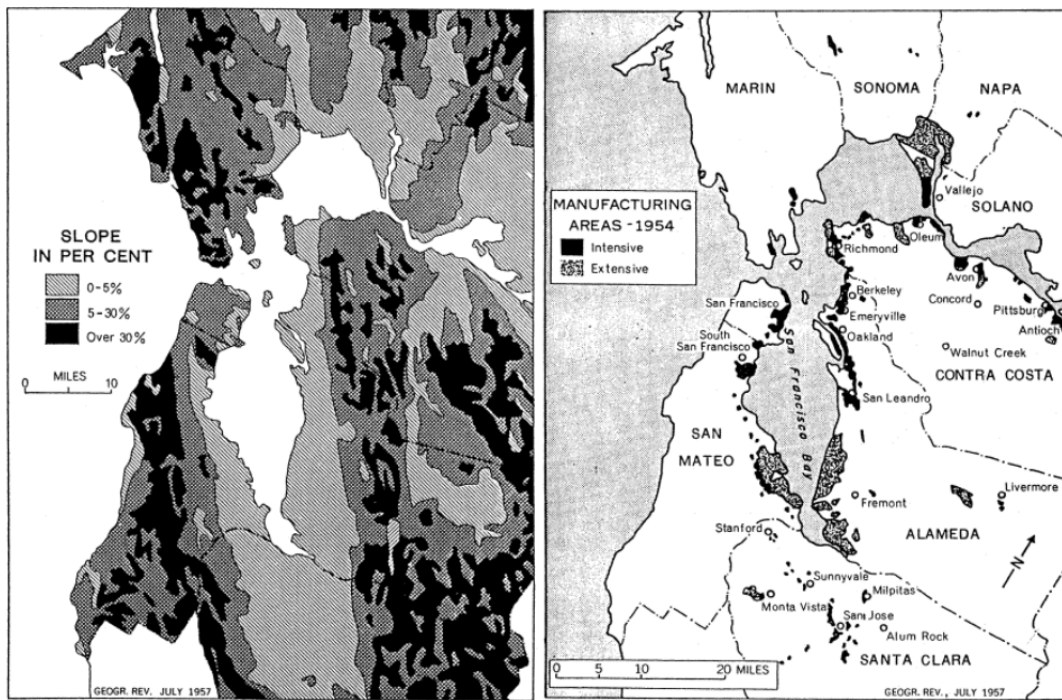 SLOPE
IN PER CENT
0-5%
5-30%
Over 30%
MILES
0 10
GEOGR. REV. JULY 1957
MARIN
SONOMA
NAPA
MANUFACTURING
AREAS-1954
Intensive
Extensive
Vallejo
SOLANO
Oleum
Richmond
Avon
Berkeley
Concord
Pittsburg
San Francisco
Emeryville
Antioch
South
San Francisco
Oakland
Walnut Creek
CONTRA COSTA
San Francisco Bay
San Leandro
SAN
MATEO
Livermore
Fremont
Stanford
ALAMEDA
N
Sunnyvale
Milpitas
Monta Vista
San Jose
Alum Rock
SANTA CLARA
0 5 10 20 MILES
GEOGR. REV., JULY, 1957